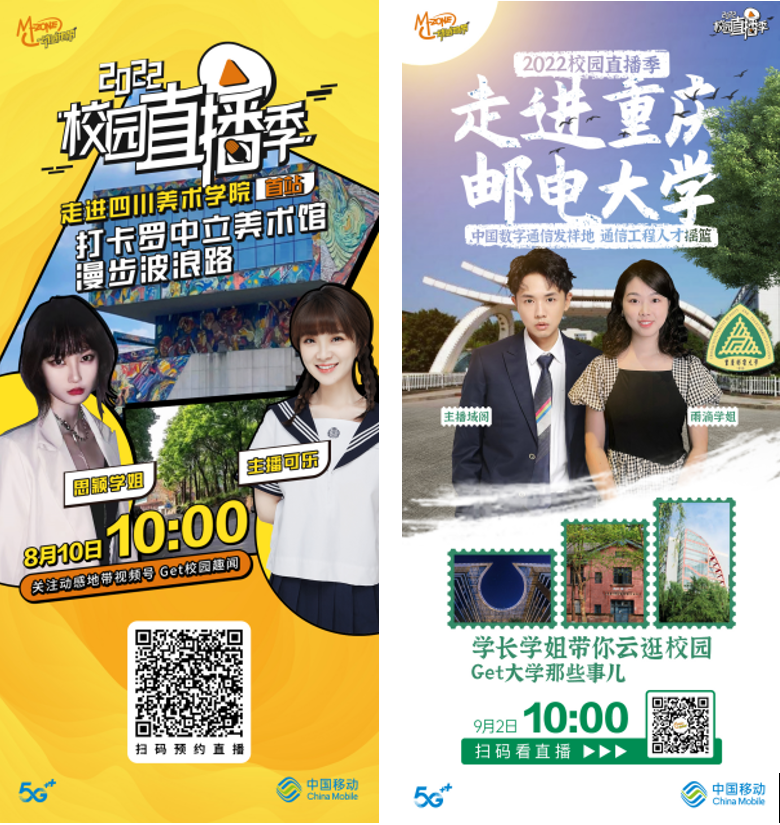 M-ZONE
动感地带
2022
校园直播季
走进四川美术学院 首站
打卡罗中立美术馆
漫步波浪路
思颖学姐
主播可乐
8月10日 10:00
关注动感地带视频号 Get校园趣闻
扫码预约直播
5G++
中国移动
China Mobile
M-ZONE
动感地带
2022
校园直播季
2022校园直播季
走进重庆
邮电大学
中国数字通信发祥地 通信工程人才摇篮
主播域阁
雨滴学姐
学长学姐带你云逛校园
Get大学那些事儿
9月2日 10:00
扫码看直播
5G++
中国移动
China Mobile